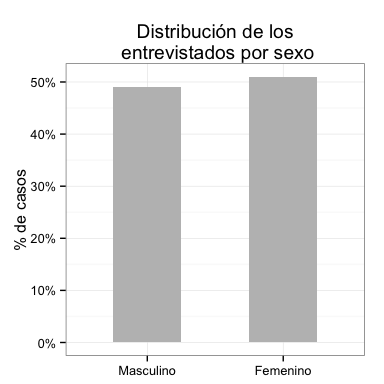 Distribución de los
entrevistados por sexo
% de casos
50%
40%
30%
20%
10%
0%
Masculino
Femenino